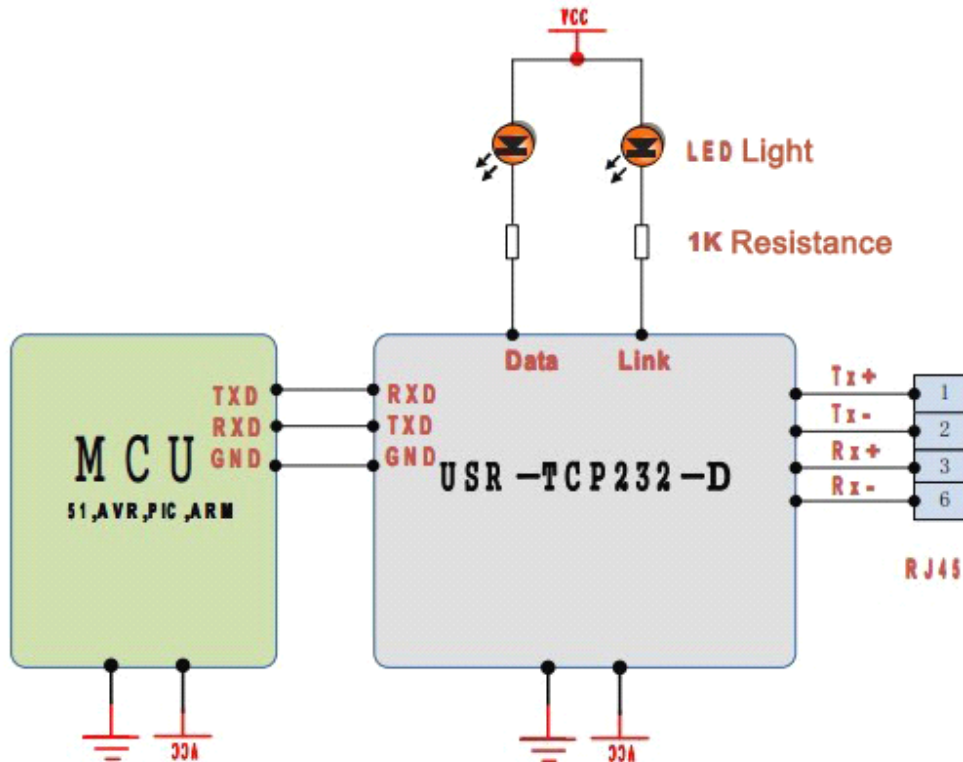 VCC
LED Light
1K Resistance
Data Link
TXD RXD
RXD TXD
GND GND
MCU
51,AVR,PIC,ARM
USR-TCP232-D
Tx+ 1
Tx- 2
Rx+ 3
Rx- 6
RJ45
VCC VCC